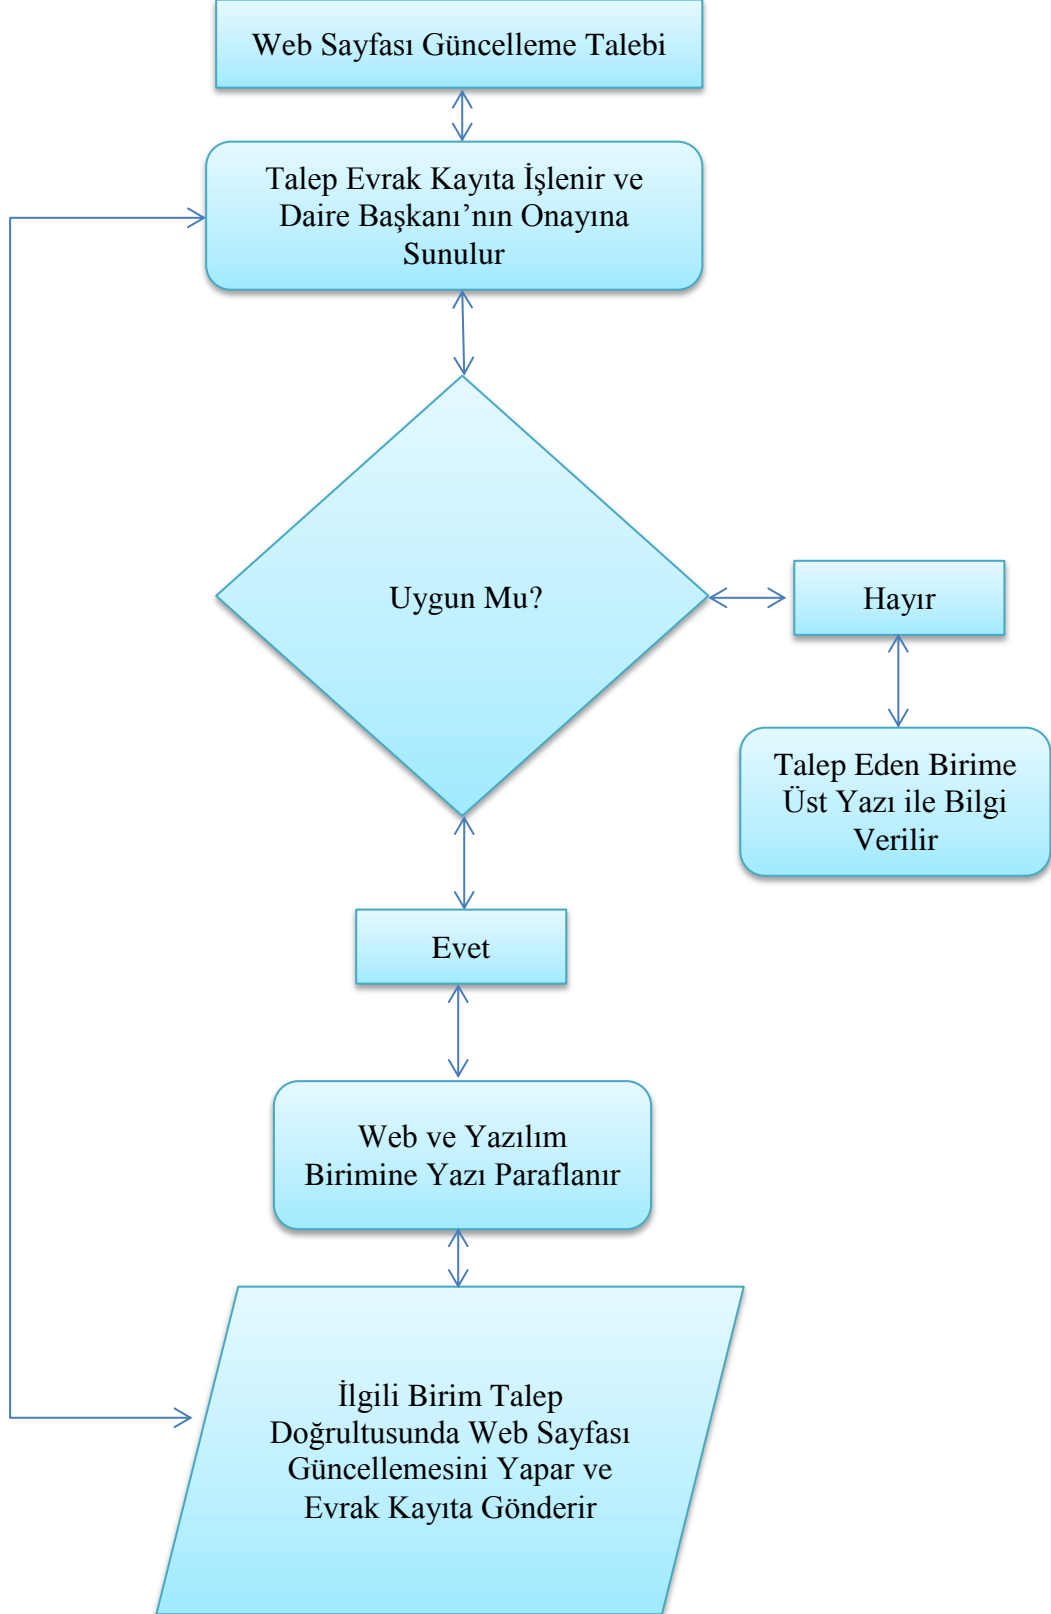 Web Sayfası Güncelleme Talebi
Talep Evrak Kayıta İşlenir ve
Daire Başkanı’nın Onayına
Sunulur
Uygun Mu?
Hayır
Talep Eden Birime
Üst Yazı ile Bilgi
Verilir
Evet
Web ve Yazılım
Birimine Yazı Paraflanır
İlgili Birim Talep
Doğrultusunda Web Sayfası
Güncellemesini Yapar ve
Evrak Kayıta Gönderir